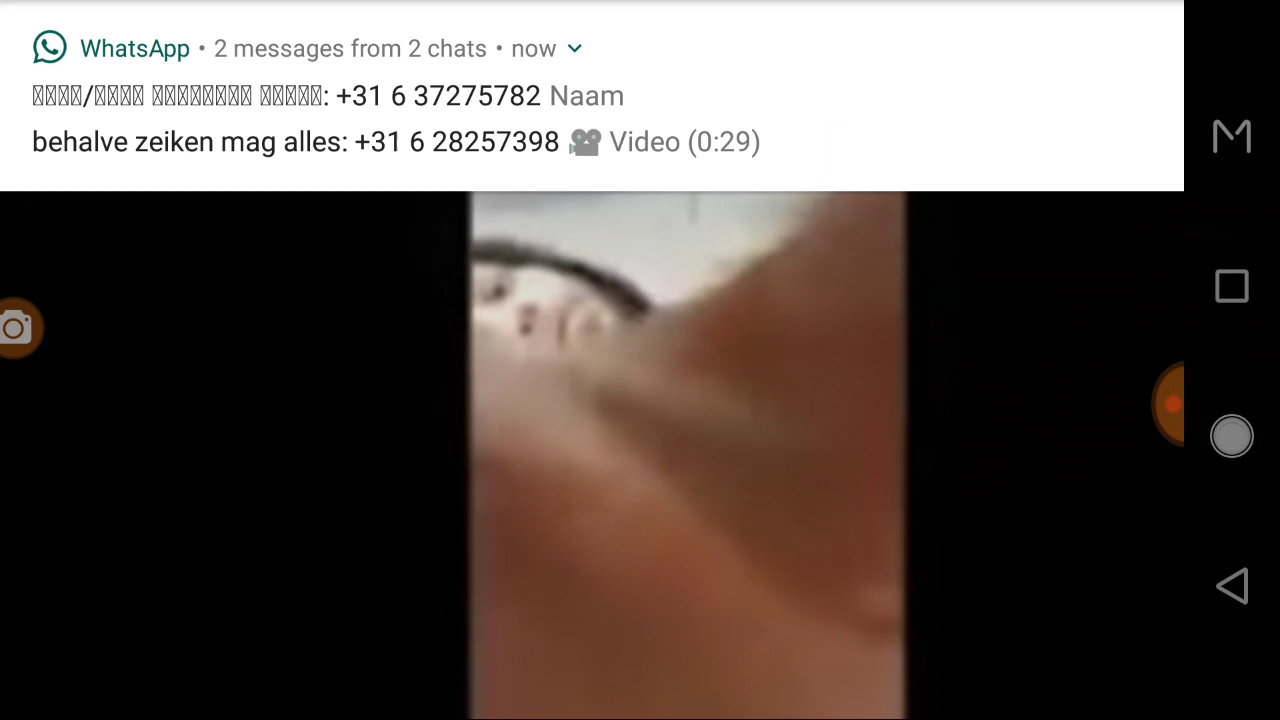 WhatsApp • 2 messages from 2 chats • now
: +31 6 37275782 Naam
behalve zeiken mag alles: +31 6 28257398 🎥 Video (0:29)